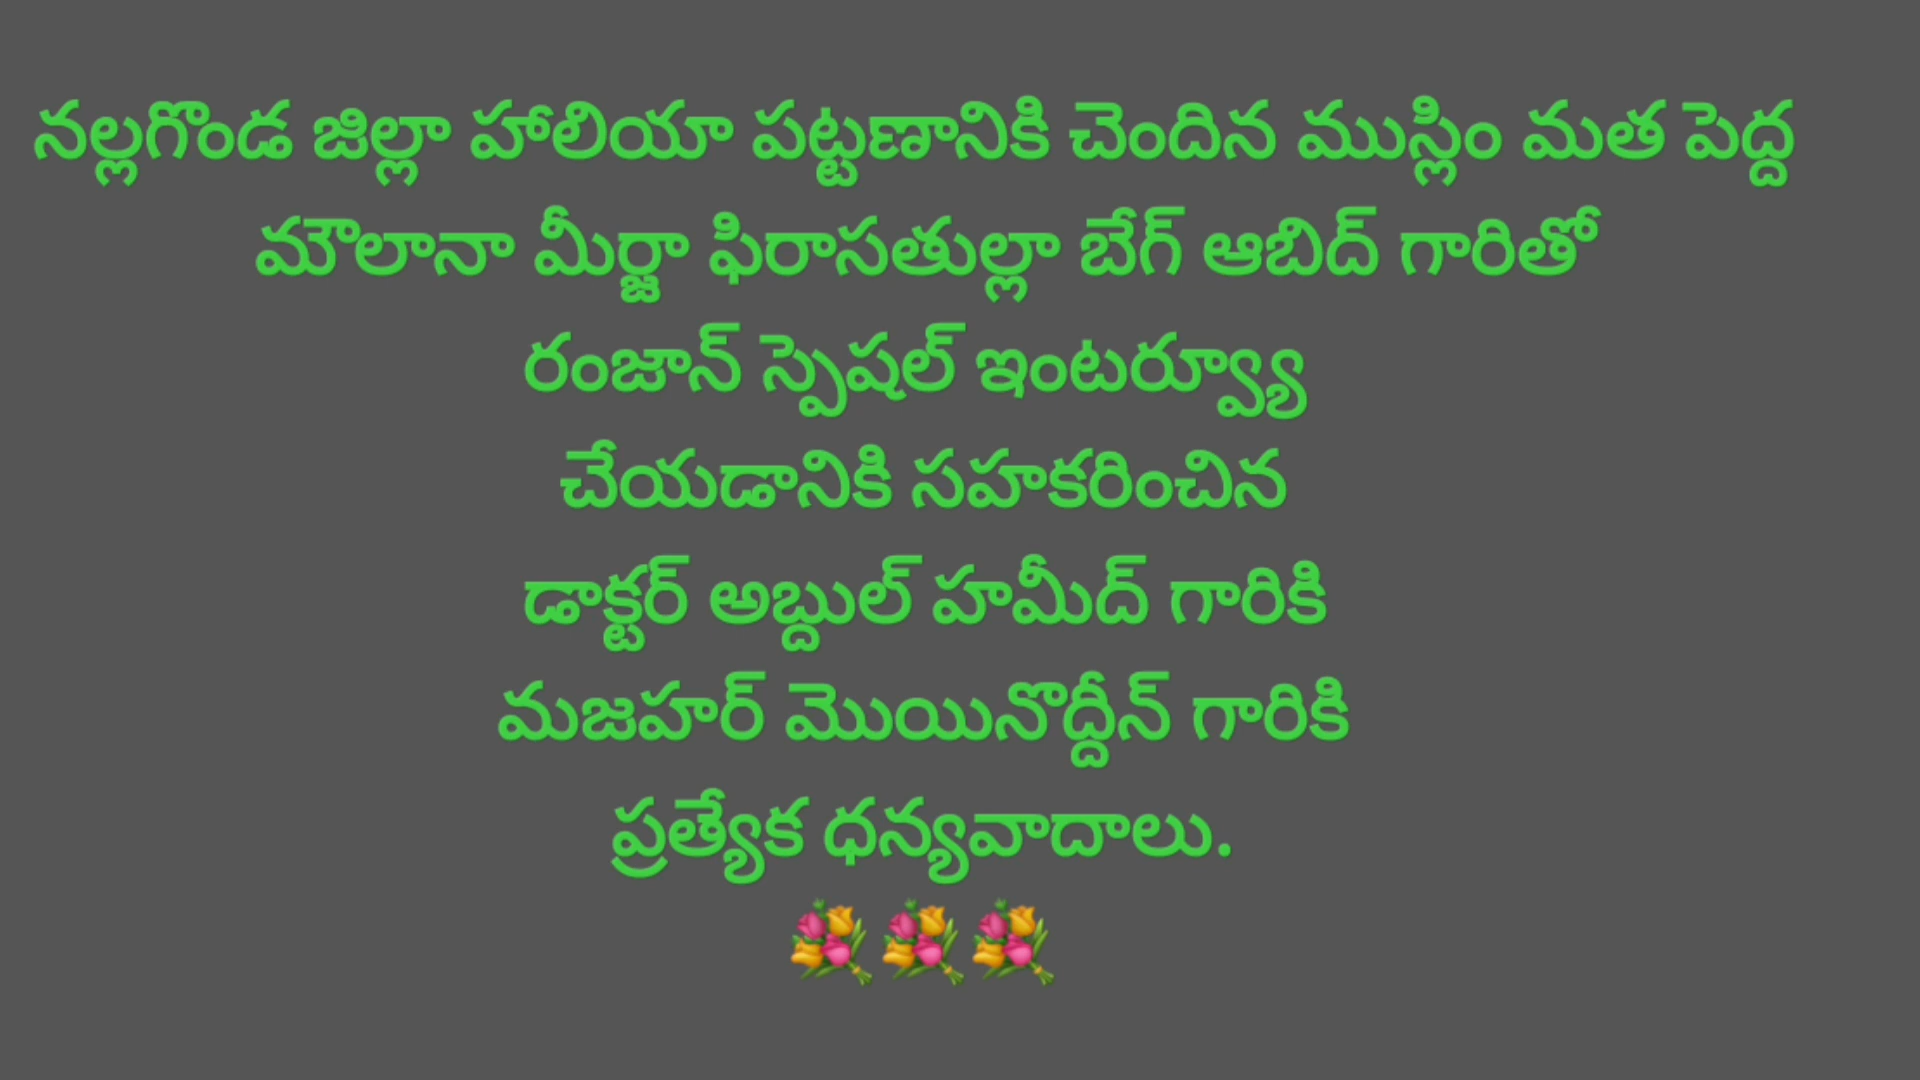 నల్లగొండ జిల్లా హాలియా పట్టణానికి చెందిన ముస్లిం మత పెద్ద
మౌలానా మీర్జా ఫిరాసతుల్లా బేగ్ ఆబిద్ గారితో
రంజాన్ స్పెషల్ ఇంటర్వ్యూ
చేయడానికి సహకరించిన
డాక్టర్ అబ్దుల్ హమీద్ గారికి
మజహర్ మొయినొద్దీన్ గారికి
ప్రత్యేక ధన్యవాదాలు.
💐💐💐